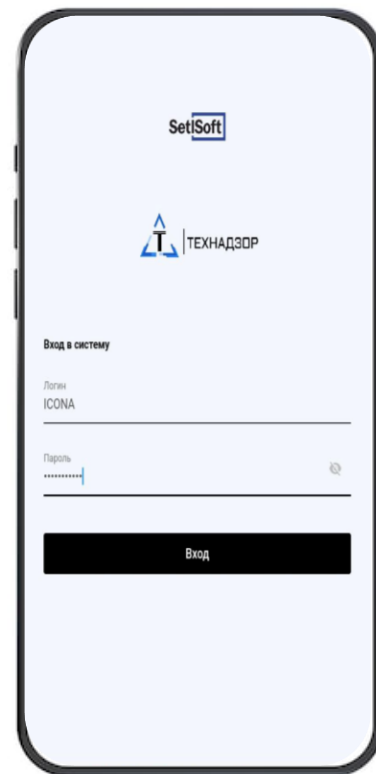 SetlSoft
Т
ТЕХНАДЗОР
Вход в систему
Логин
ICONA
Пароль
Вход